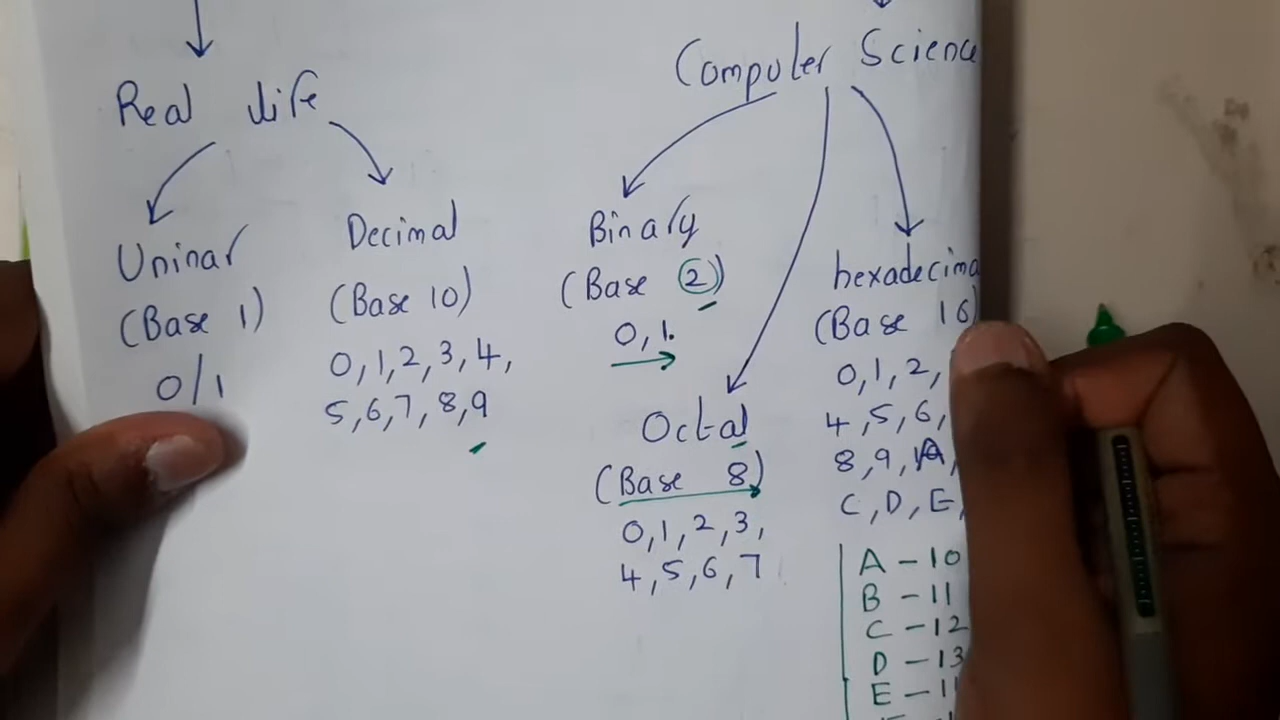 Real life
Uninar
(Base 1)
0/1
Decimal
(Base 10)
0,1,2,3,4,
5,6,7,8,9
Computer Science
Binary
(Base 2)
0,1.
Octal
(Base 8)
0,1,2,3,
4,5,6,7
hexadecima
(Base 16)
0,1,2,
4,5,6,
8,9,A,
C,D,E,
A-10
B-11
C-12
D-13
E-1